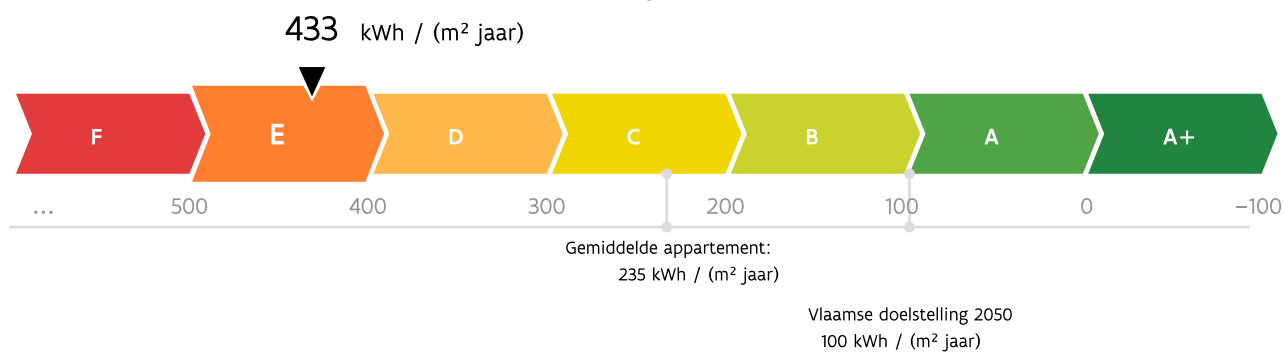 433 kWh / (m² jaar)
F E D C B A A+
... 500 400 300 200 100 0 −100
Gemiddelde appartement:
235 kWh / (m² jaar)
Vlaamse doelstelling 2050
100 kWh / (m² jaar)